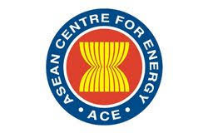 ASEAN CENTRE FOR ENERGY
• ACE •